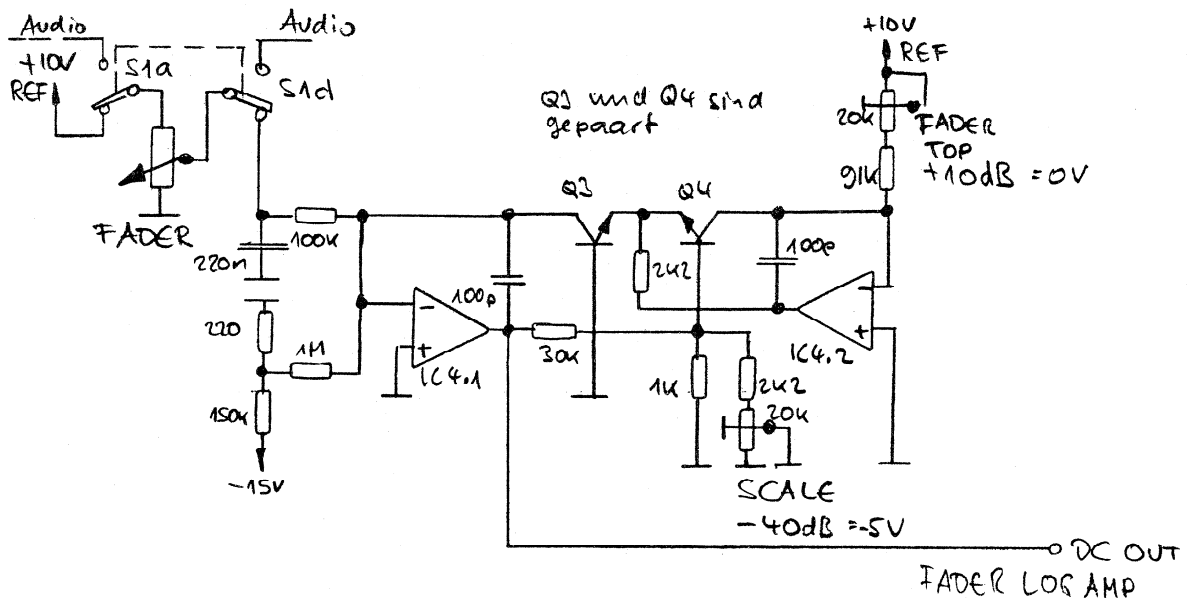 Audio
Audio
+10V
REF
S1a
S1d
+10V
REF
Q3 und Q4 sind
gepaart
20k
FADER
TOP
+10dB = 0V
91k
Q3
Q4
FADER
100k
220n
100p
2k2
100p
220
1M
150k
-15V
-
+
IC4.1
30k
-
+
IC4.2
1k
2k2
20k
SCALE
-40dB = -5V
DC OUT
FADER LOG AMP